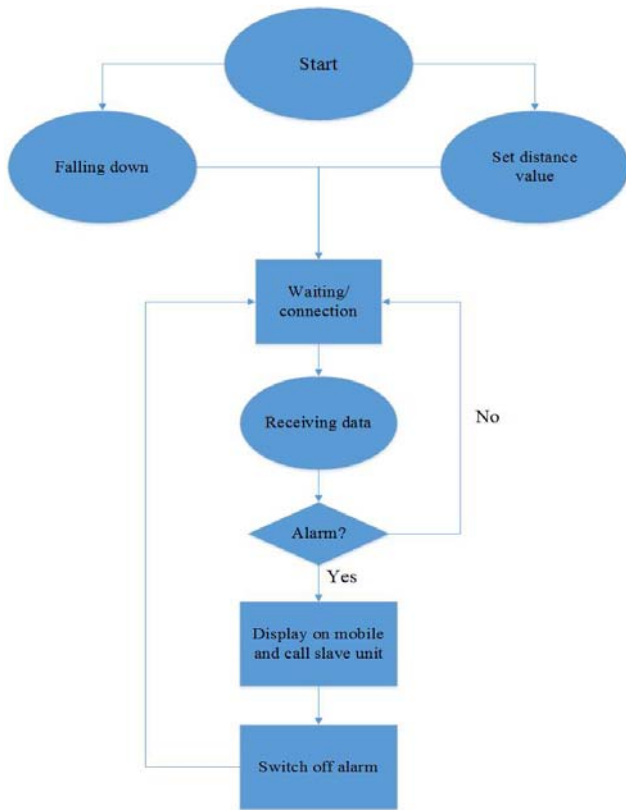 Start
Falling down
Set distance
value
Waiting/
connection
Receiving data
No
Alarm?
Yes
Display on mobile
and call slave unit
Switch off alarm